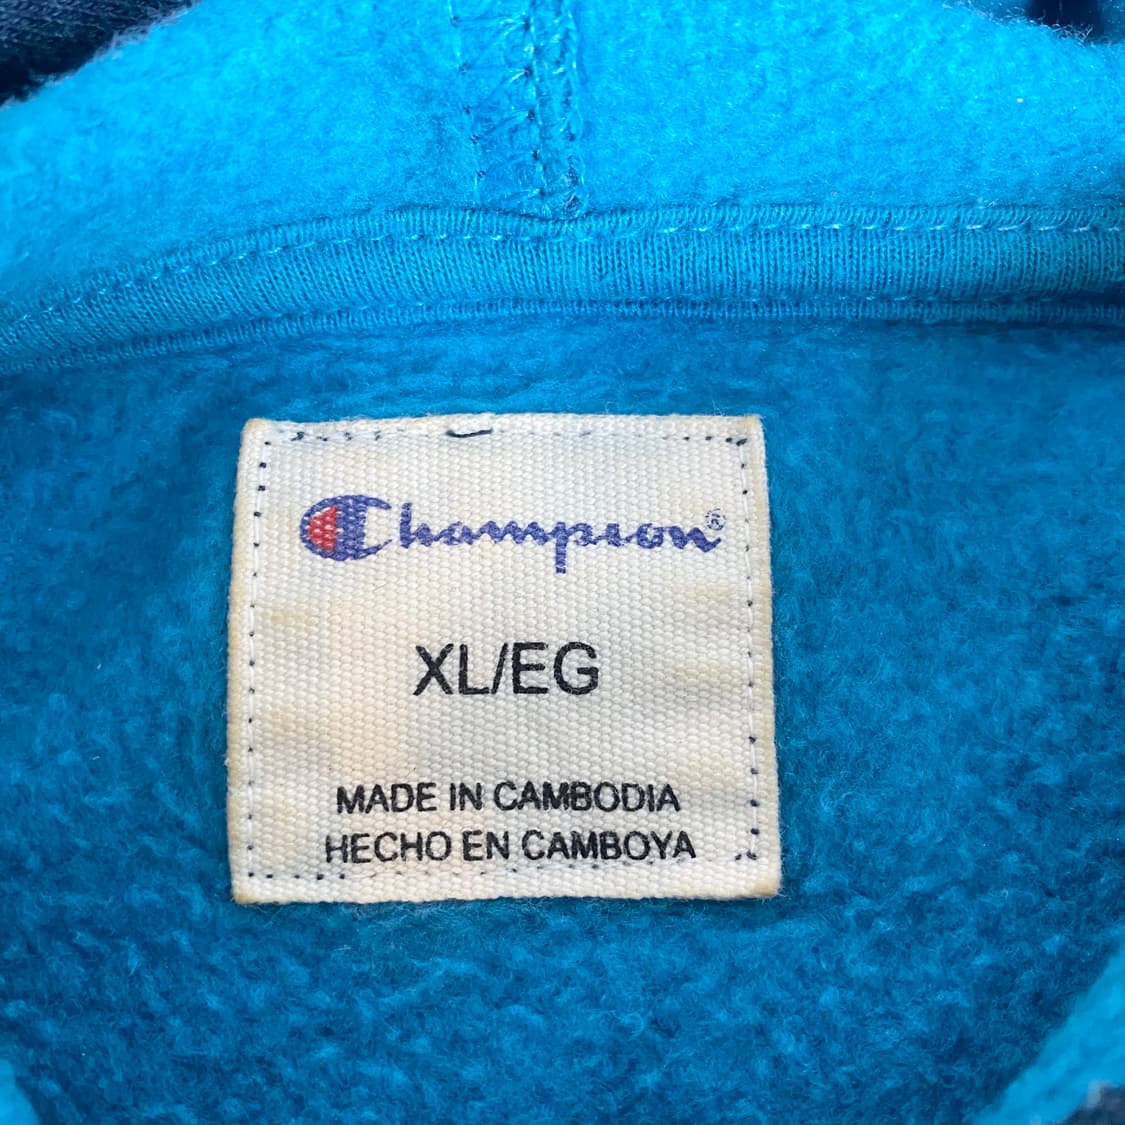 Champion®
XL/EG
MADE IN CAMBODIA
HECHO EN CAMBOYA